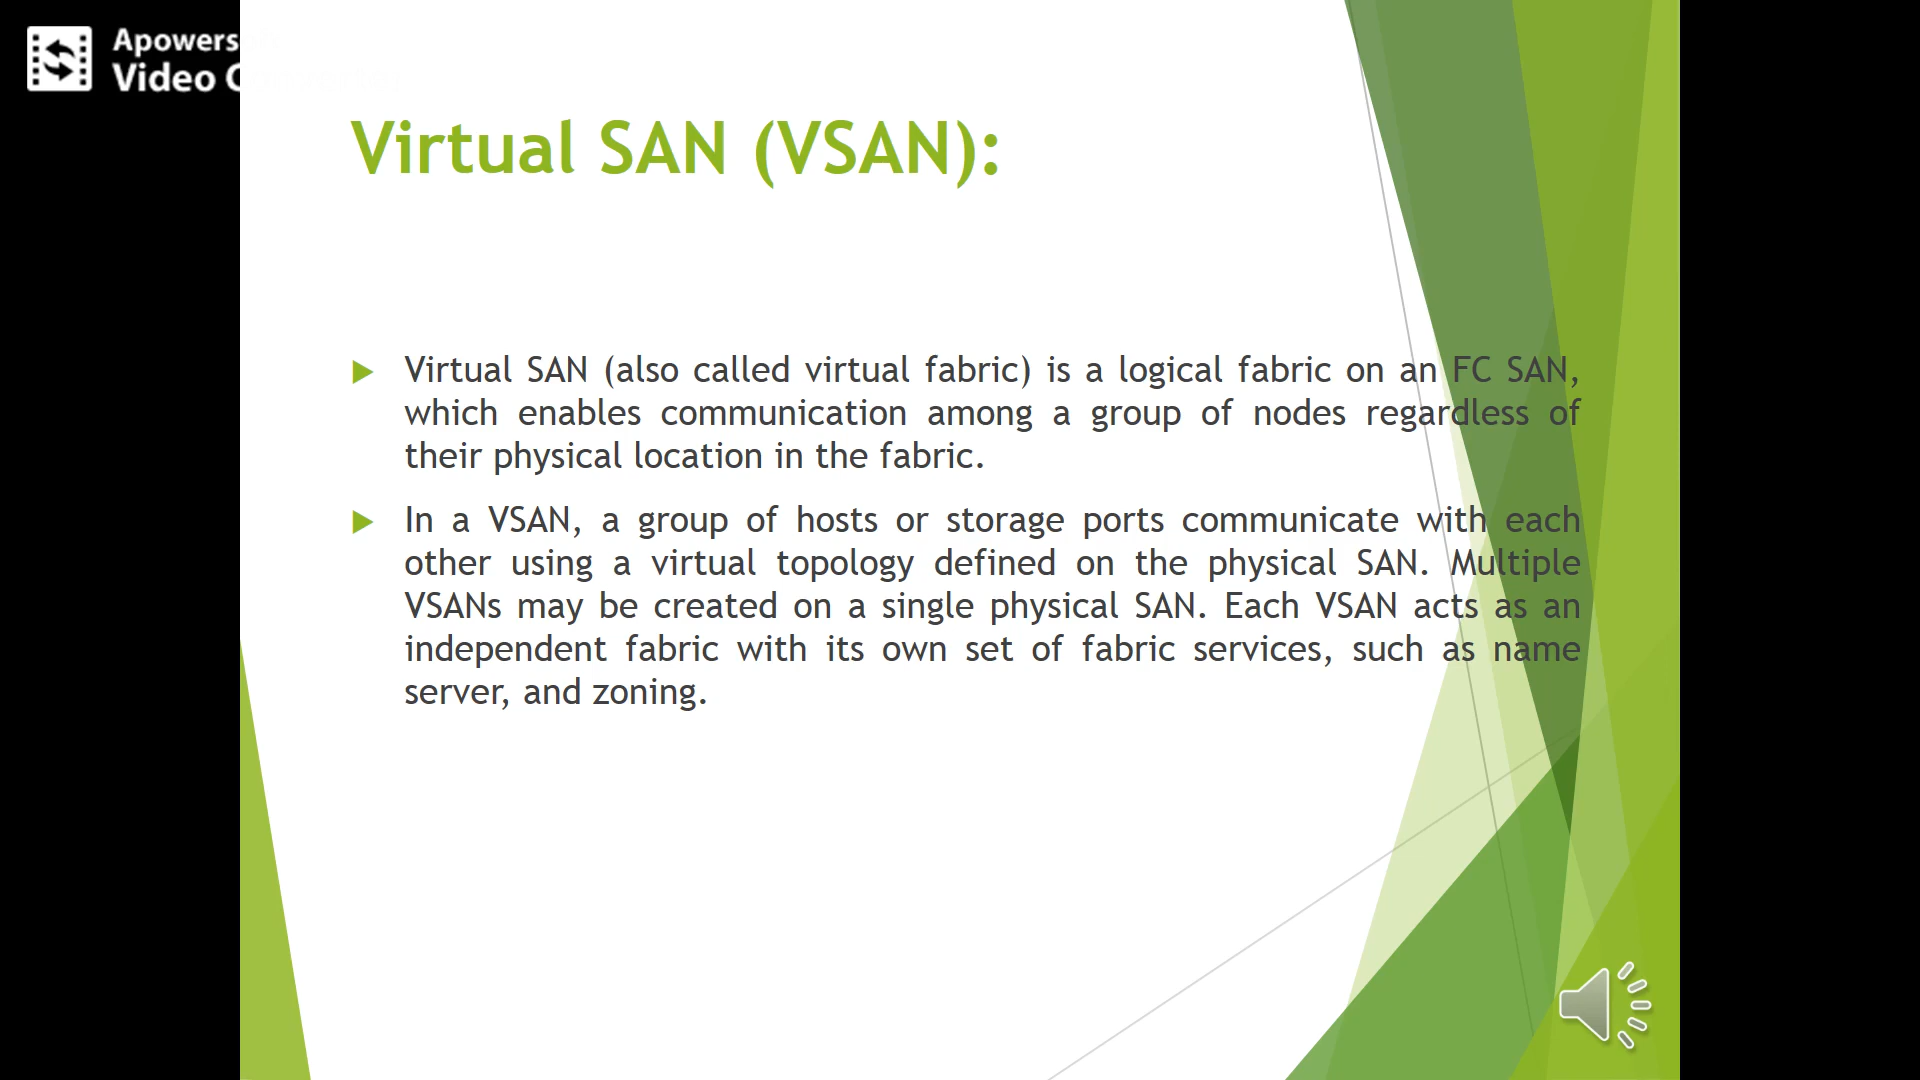 Apowers
Video C
Virtual SAN (VSAN):
Virtual SAN (also called virtual fabric) is a logical fabric on an FC SAN,
which enables communication among a group of nodes regardless of
their physical location in the fabric.
In a VSAN, a group of hosts or storage ports communicate with each
other using a virtual topology defined on the physical SAN. Multiple
VSANs may be created on a single physical SAN. Each VSAN acts as an
independent fabric with its own set of fabric services, such as name
server, and zoning.